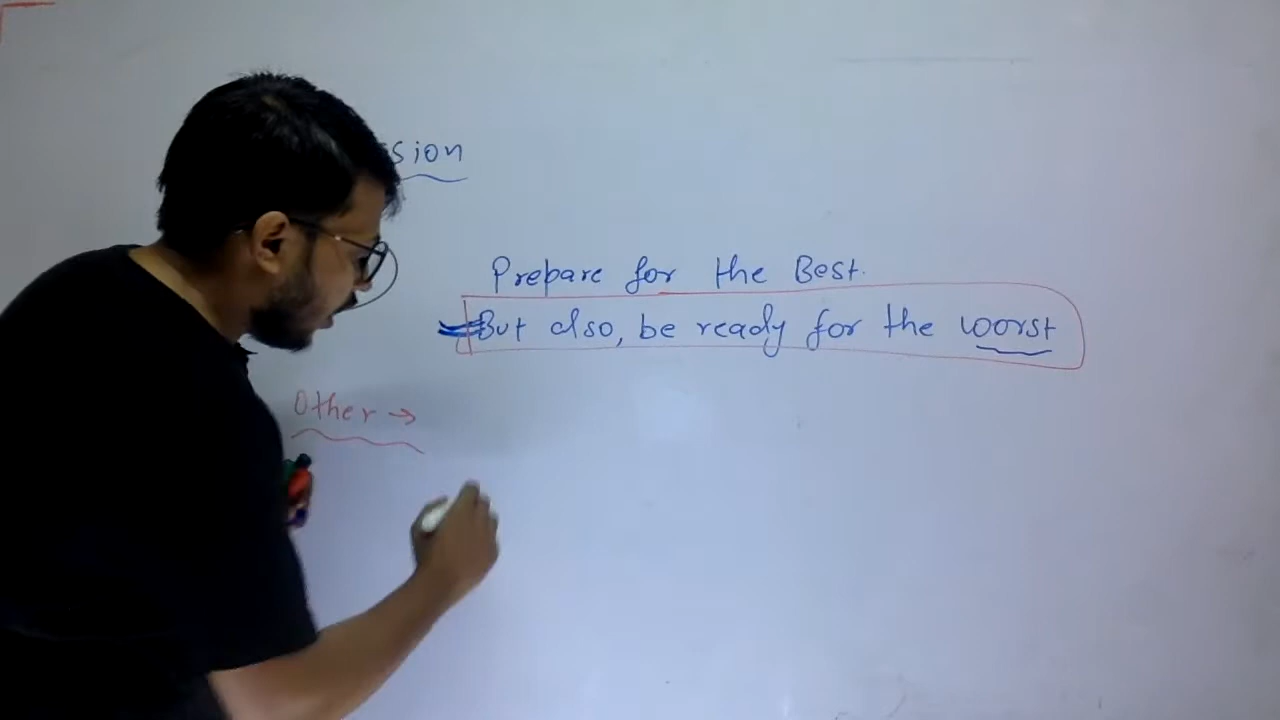 sion
Prepare for the Best.
But also, be ready for the worst
Other →